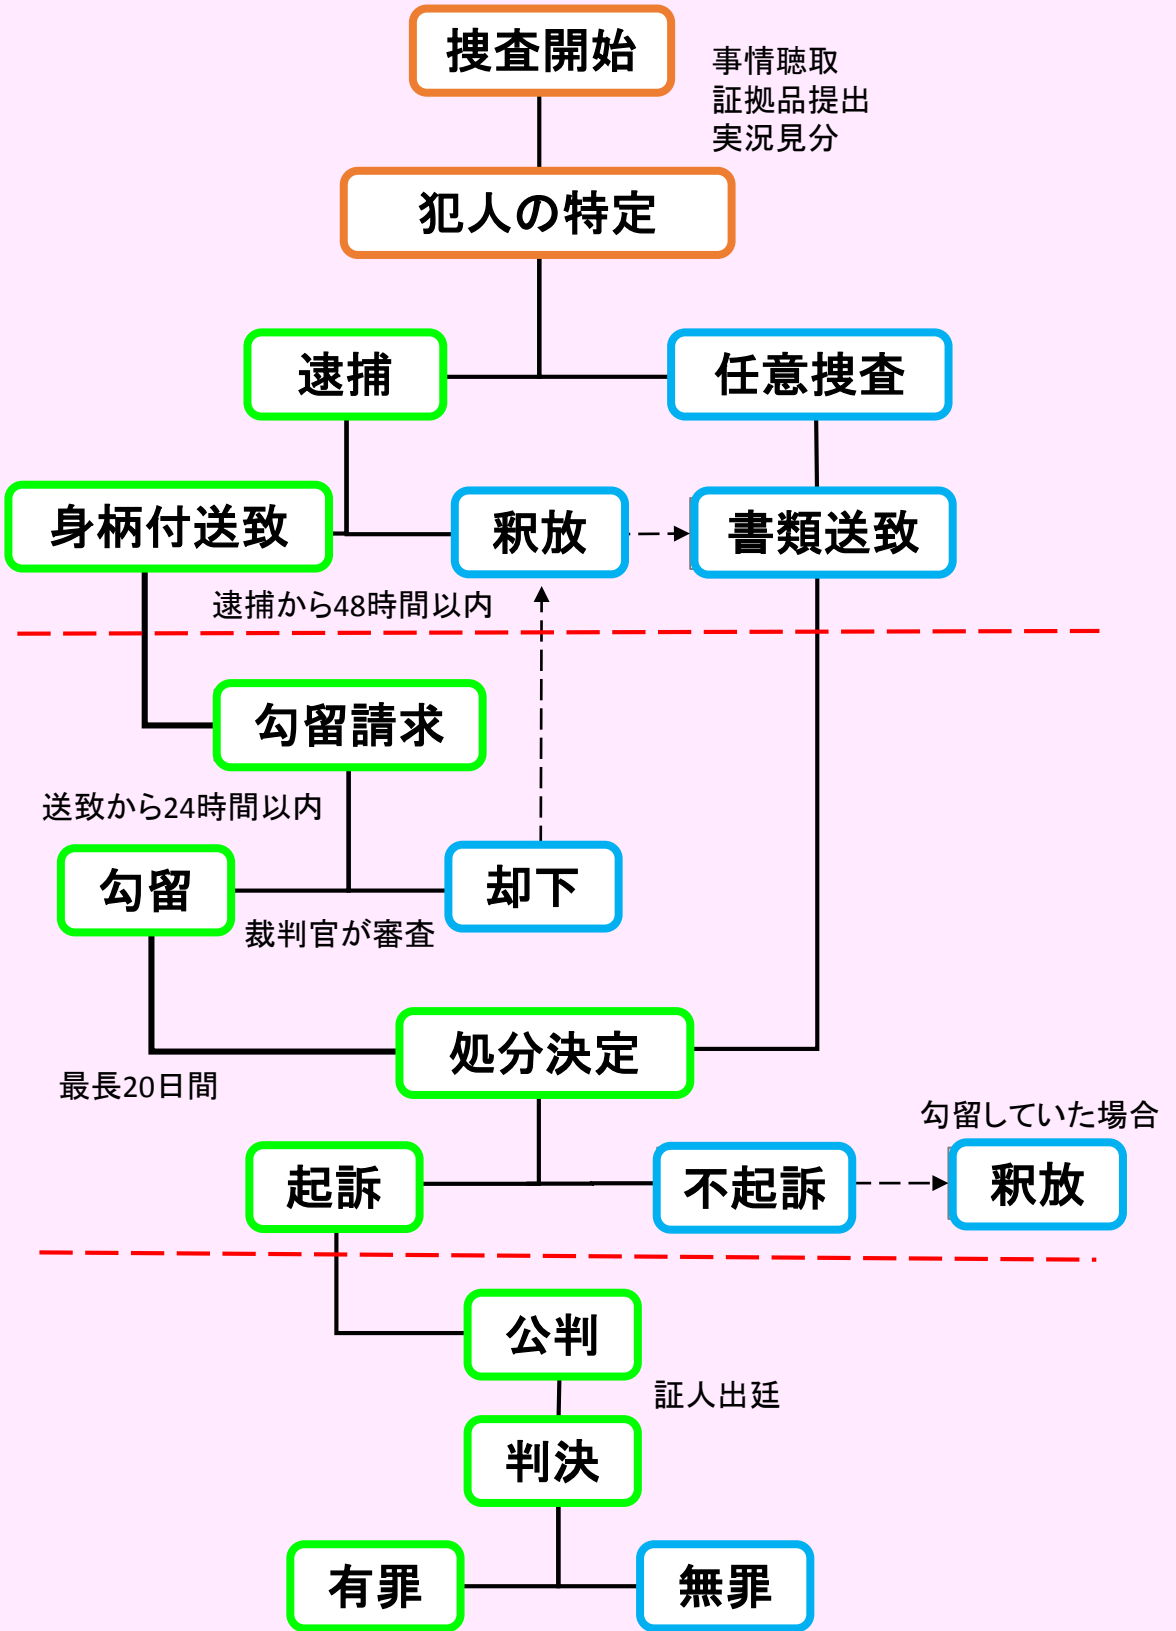 捜査開始
事情聴取
証拠品提出
実況見分
犯人の特定
逮捕
任意捜査
身柄付送致
釈放
書類送致
逮捕から48時間以内
勾留請求
送致から24時間以内
勾留
却下
裁判官が審査
処分決定
最長20日間
勾留していた場合
起訴
不起訴
釈放
公判
証人出廷
判決
有罪
無罪